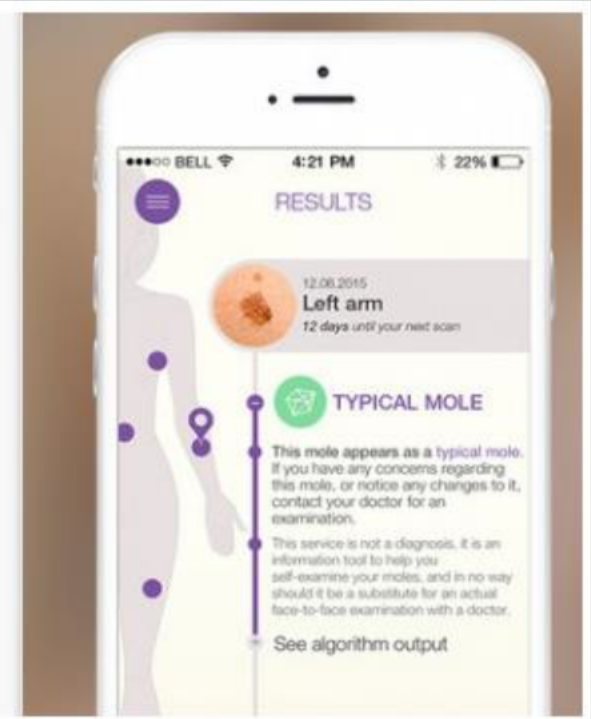 BELL
4:21 PM
22%
RESULTS
12.06.2015
Left arm
12 days until your next scan
TYPICAL MOLE
This mole appears as a typical mole.
If you have any concerns regarding
this mole, or notice any changes to it,
contact your doctor for an
examination.
This service is not a diagnosis, it is an
information tool to help you
self-examine your moles, and in no way
should it be a substitute for an actual
face-to-face examination with a doctor.
See algorithm output